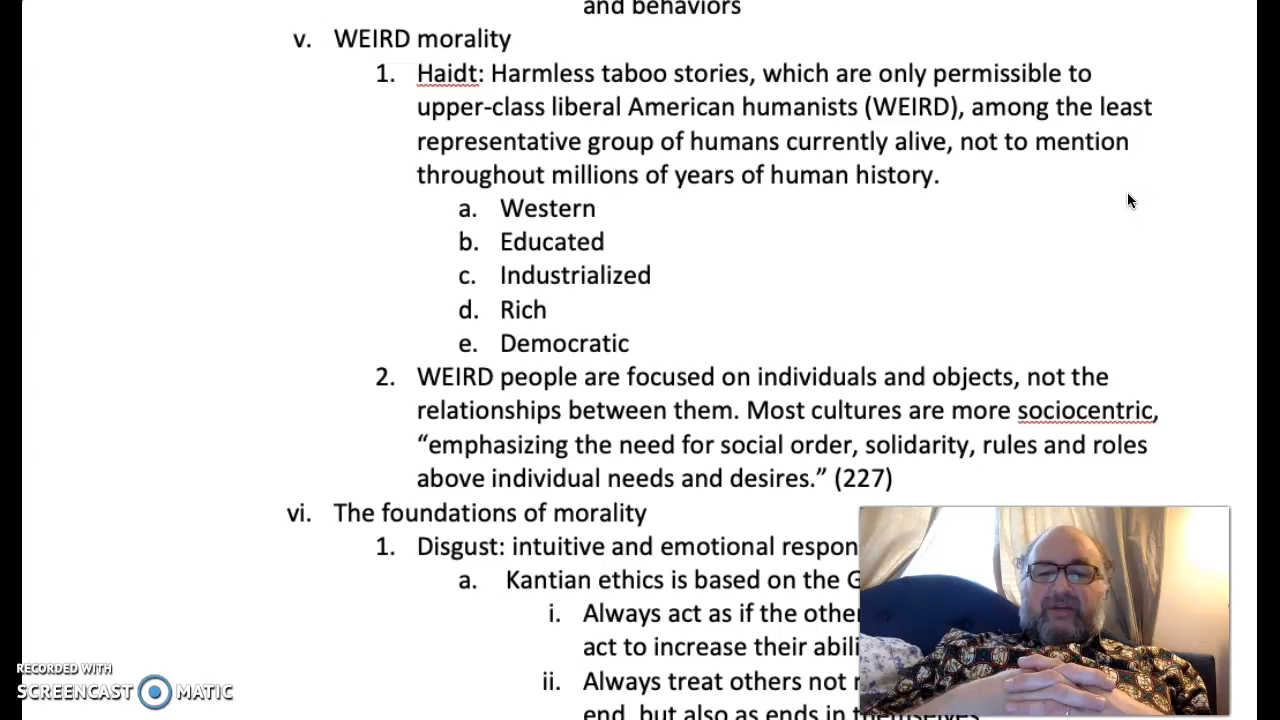 and behaviors
v. WEIRD morality
1. Haidt: Harmless taboo stories, which are only permissible to
upper-class liberal American humanists (WEIRD), among the least
representative group of humans currently alive, not to mention
throughout millions of years of human history.
a. Western
b. Educated
c. Industrialized
d. Rich
e. Democratic
2. WEIRD people are focused on individuals and objects, not the
relationships between them. Most cultures are more sociocentric,
“emphasizing the need for social order, solidarity, rules and roles
above individual needs and desires.” (227)
vi. The foundations of morality
1. Disgust: intuitive and emotional respon
a. Kantian ethics is based on the G
i. Always act as if the other
act to increase their abili
ii. Always treat others not
end, but also as ends in themselves
RECORDED WITH
SCREENCAST MATIC